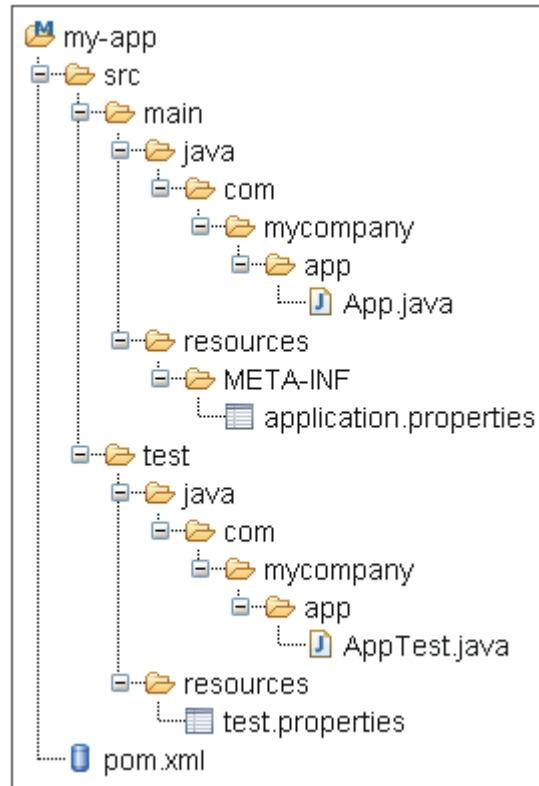 my-app
src
main
java
com
mycompany
app
App.java
resources
META-INF
application.properties
test
java
com
mycompany
app
AppTest.java
resources
test.properties
pom.xml